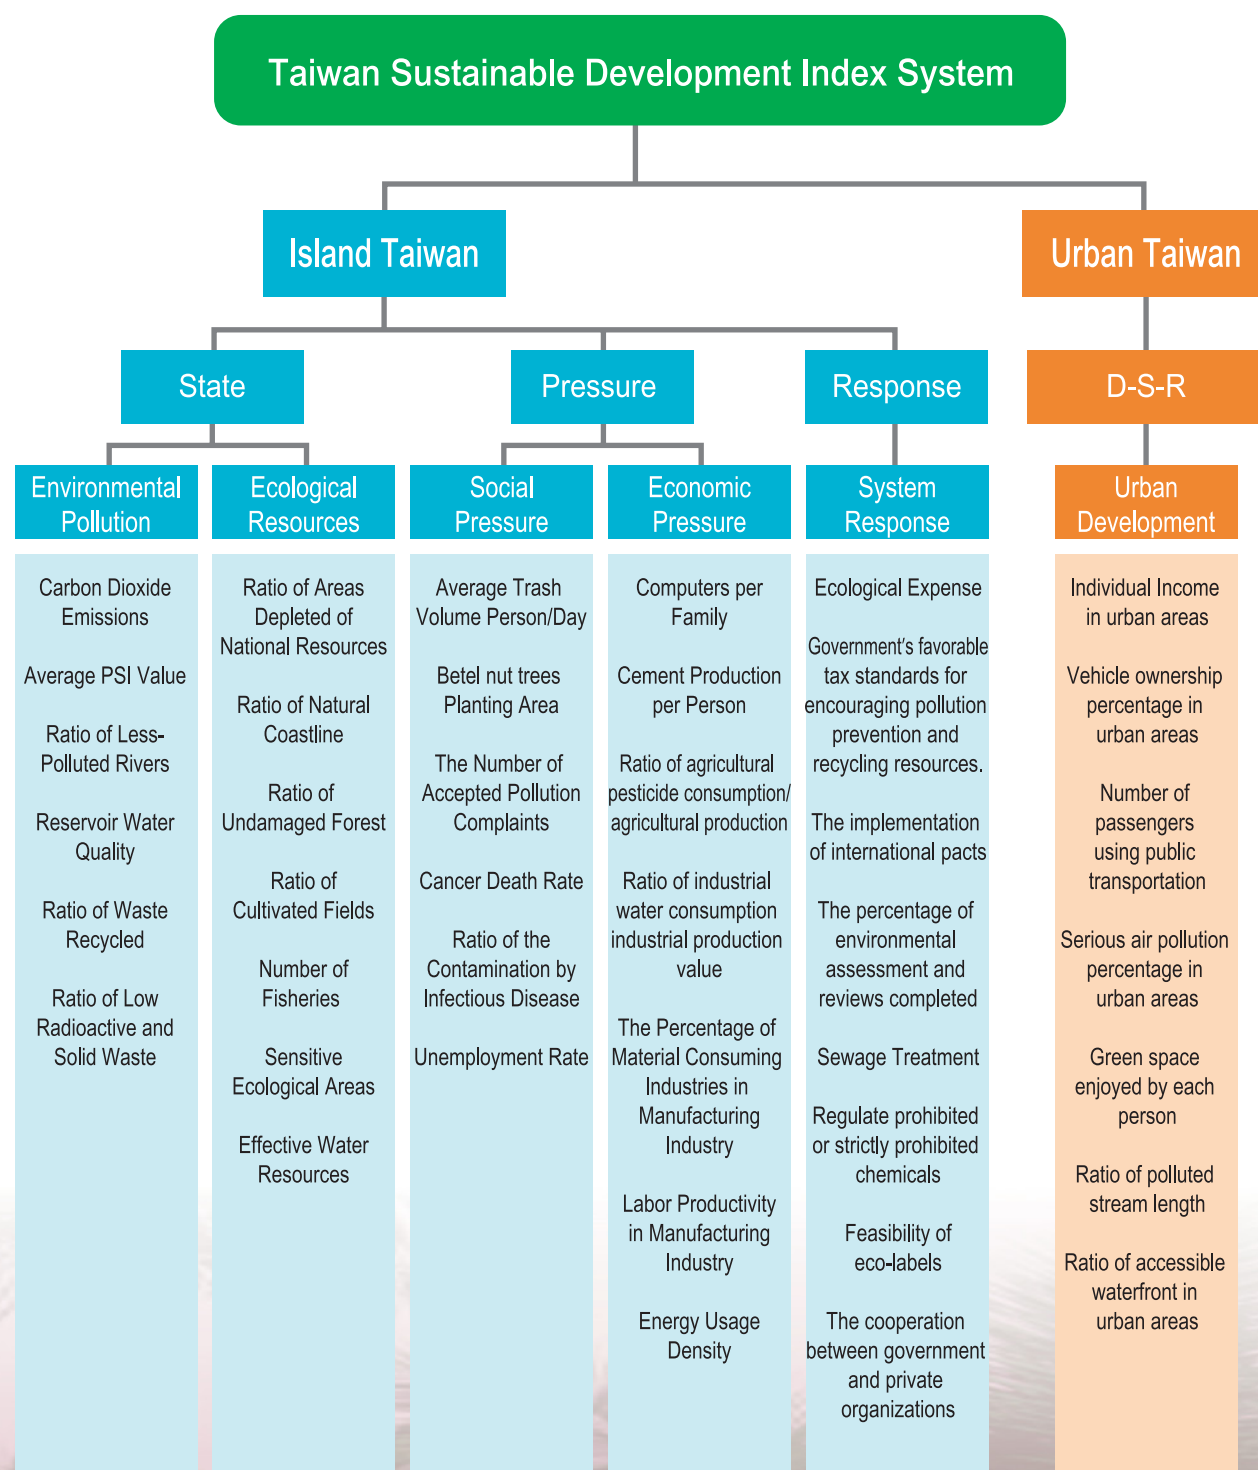 Taiwan Sustainable Development Index System
Island Taiwan
Urban Taiwan
State
Pressure
Response
D-S-R
Environmental
Pollution
Ecological
Resources
Social
Pressure
Economic
Pressure
System
Response
Urban
Development
Carbon Dioxide
Emissions
Average PSI Value
Ratio of Less-
Polluted Rivers
Reservoir Water
Quality
Ratio of Waste
Recycled
Ratio of Low
Radioactive and
Solid Waste
Ratio of Areas
Depleted of
National Resources
Ratio of Natural
Coastline
Ratio of
Undamaged Forest
Ratio of
Cultivated Fields
Number of
Fisheries
Sensitive
Ecological Areas
Effective Water
Resources
Average Trash
Volume Person/Day
Betel nut trees
Planting Area
The Number of
Accepted Pollution
Complaints
Cancer Death Rate
Ratio of the
Contamination by
Infectious Disease
Unemployment Rate
Computers per
Family
Cement Production
per Person
Ratio of agricultural
pesticide consumption/
agricultural production
Ratio of industrial
water consumption
industrial production
value
The Percentage of
Material Consuming
Industries in
Manufacturing
Industry
Labor Productivity
in Manufacturing
Industry
Energy Usage
Density
Ecological Expense
Government's favorable
tax standards for
encouraging pollution
prevention and
recycling resources.
The implementation
of international pacts
The percentage of
environmental
assessment and
reviews completed
Sewage Treatment
Regulate prohibited
or strictly prohibited
chemicals
Feasibility of
eco-labels
The cooperation
between government
and private
organizations
Individual Income
in urban areas
Vehicle ownership
percentage in
urban areas
Number of
passengers
using public
transportation
Serious air pollution
percentage in
urban areas
Green space
enjoyed by each
person
Ratio of polluted
stream length
Ratio of accessible
waterfront in
urban areas